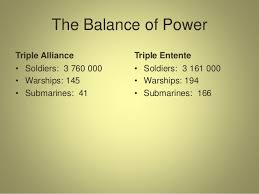 The Balance of Power
Triple Alliance
• Soldiers: 3 760 000
• Warships: 145
• Submarines: 41
Triple Entente
• Soldiers: 3 161 000
• Warships: 194
• Submarines: 166